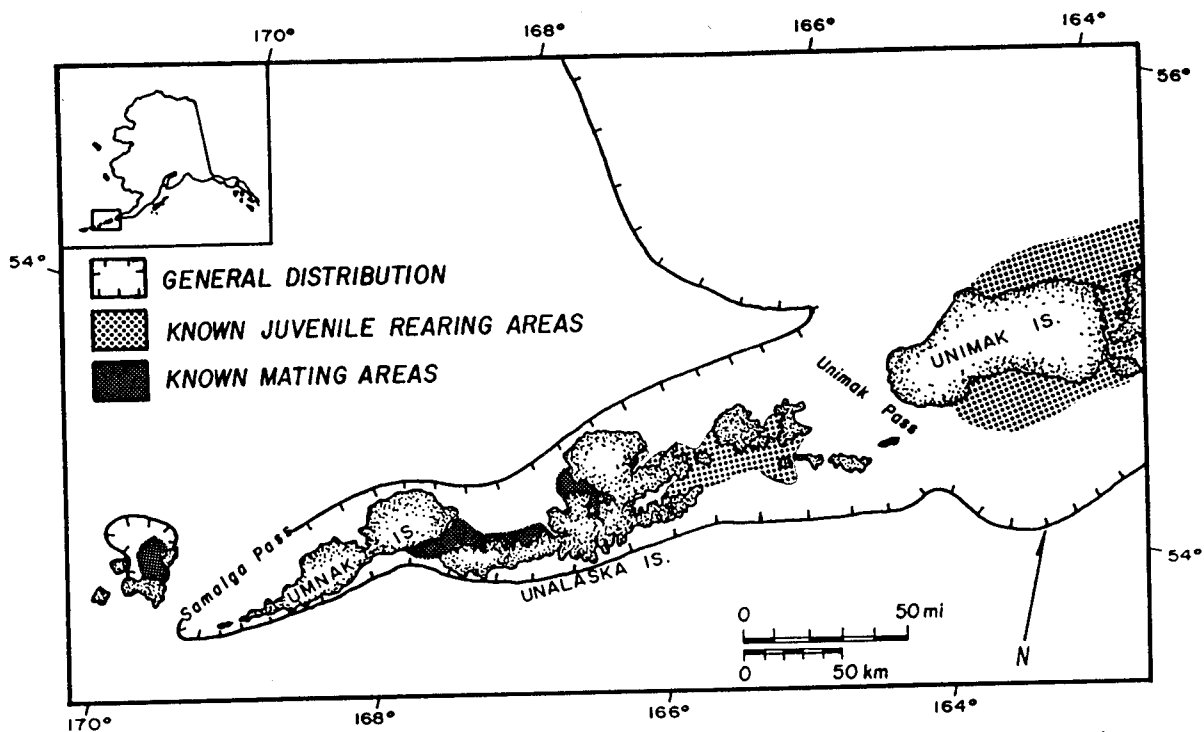 170°
168°
166°
164°
56°
54°
GENERAL DISTRIBUTION
KNOWN JUVENILE REARING AREAS
KNOWN MATING AREAS
UNIMAK IS.
Unimak Pass
Samalga Pass
UMNAK IS.
UNALASKA IS.
54°
0 50 mi
0 50 km
N
170°
168°
166°
164°